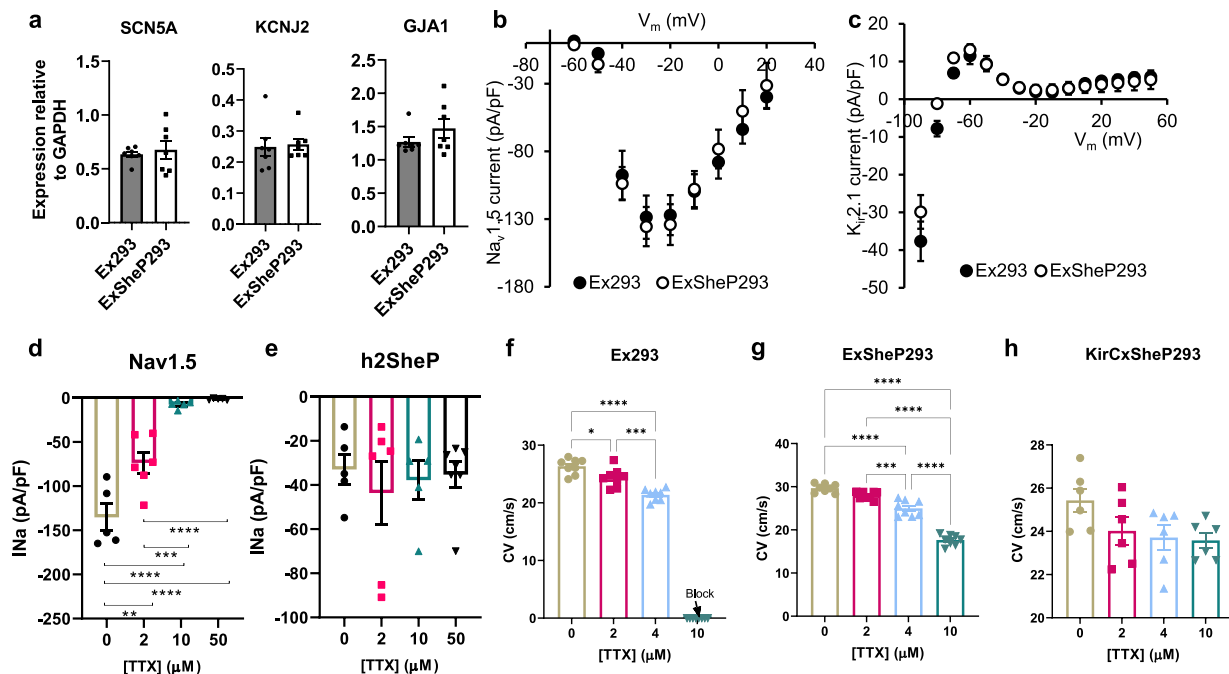 a
SCN5A
KCNJ2
GJA1
Expression relative
to GAPDH
1.5
1.0
0.5
0.0
0.5
0.4
0.3
0.2
0.1
0.0
2.5
2.0
1.5
1.0
0.5
0.0
Ex293
ExSheP293
Ex293
ExSheP293
Ex293
ExSheP293
b
Vm (mV)
-80 -60 -40 -20 0 20 40
-30
-80
-130
-180
Nav1.5 current (pA/pF)
Ex293 ExSheP293
c
20
10
0
-10
-20
-30
-40
-50
-100 -60 -20 20 60
Vm (mV)
Kir2.1 current (pA/pF)
Ex293 ExSheP293
d
Nav1.5
INa (pA/pF)
0
-50
-100
-150
-200
-250
****
***
****
****
**
0 2 10 50
[TTX] (μM)
e
h2SheP
INa (pA/pF)
0
-20
-40
-60
-80
-100
0 2 10 50
[TTX] (μM)
f
Ex293
CV (cm/s)
40
30
20
10
0
****
* ***
Block
0 2 4 10
[TTX] (μM)
g
ExSheP293
CV (cm/s)
40
30
20
10
0
****
****
****
*** ****
0 2 4 10
[TTX] (μM)
h
KirCxSheP293
CV (cm/s)
28
26
24
22
20
0 2 4 10
[TTX] (μM)